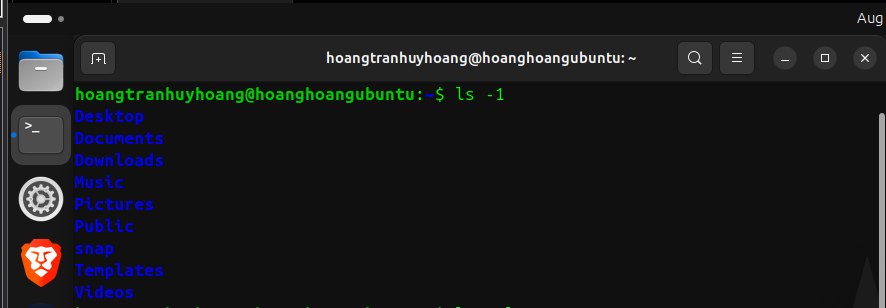 Aug
hoangtranhuyhoang@hoanghoangubuntu: ~
hoangtranhuyhoang@hoanghoangubuntu:~$ ls -1
Desktop
Documents
Downloads
Music
Pictures
Public
snap
Templates
Videos